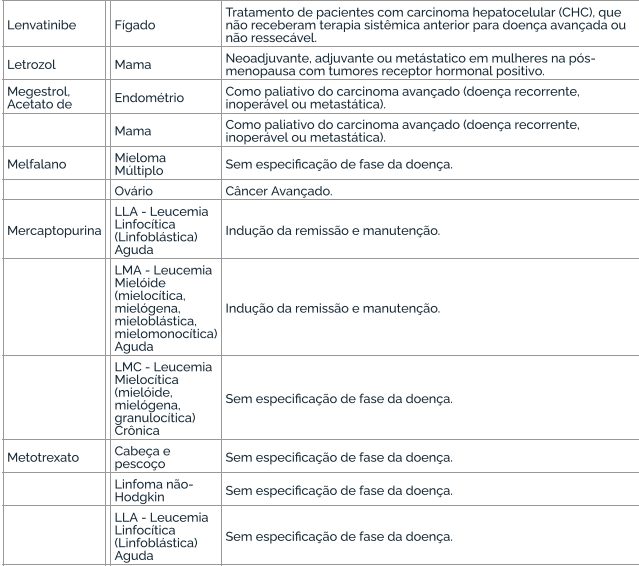 Lenvatinibe
Fígado
Tratamento de pacientes com carcinoma hepatocelular (CHC), que
não receberam terapia sistêmica anterior para doença avançada ou
não ressecável.
Letrozol
Mama
Neoadjuvante, adjuvante ou metástatico em mulheres na pós-
menopausa com tumores receptor hormonal positivo.
Megestrol,
Acetato de
Endométrio
Como paliativo do carcinoma avançado (doença recorrente,
inoperável ou metastática).
Mama
Como paliativo do carcinoma avançado (doença recorrente,
inoperável ou metastática).
Melfalano
Mieloma
Múltiplo
Sem especificação de fase da doença.
Ovário
Câncer Avançado.
Mercaptopurina
LLA - Leucemia
Linfocítica
(Linfoblástica)
Aguda
Indução da remissão e manutenção.
LMA - Leucemia
Mielóide
(mielocítica,
mielógena,
mieloblástica,
mielomonocítica)
Aguda
Indução da remissão e manutenção.
LMC - Leucemia
Mielocítica
(mielóide,
mielógena,
granulocítica)
Crônica
Sem especificação de fase da doença.
Metotrexato
Cabeça e
pescoço
Sem especificação de fase da doença.
Linfoma não-
Hodgkin
Sem especificação de fase da doença.
LLA - Leucemia
Linfocítica
(Linfoblástica)
Aguda
Sem especificação de fase da doença.